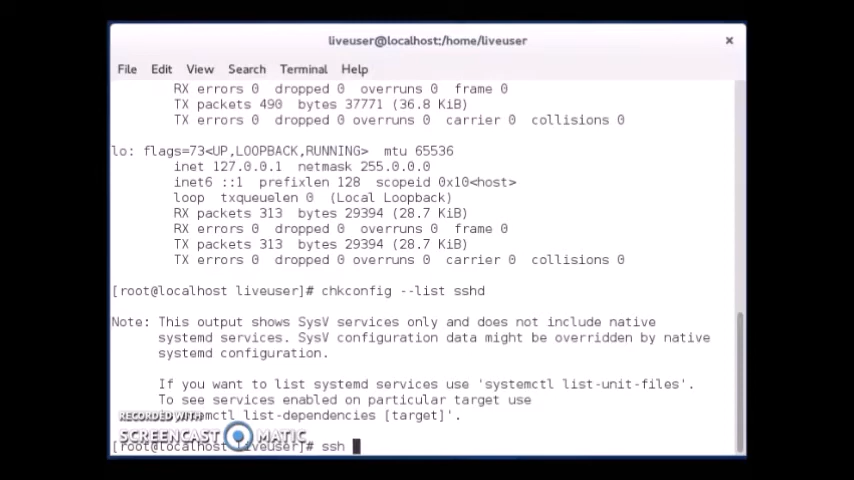 liveuser@localhost:/home/liveuser
File Edit View Search Terminal Help
RX errors 0 dropped 0 overruns 0 frame 0
TX packets 490 bytes 37771 (36.8 KiB)
TX errors 0 dropped 0 overruns 0 carrier 0 collisions 0
lo: flags=73<UP,LOOPBACK,RUNNING> mtu 65536
inet 127.0.0.1 netmask 255.0.0.0
inet6 ::1 prefixlen 128 scopeid 0x10<host>
loop txqueuelen 0 (Local Loopback)
RX packets 313 bytes 29394 (28.7 KiB)
RX errors 0 dropped 0 overruns 0 frame 0
TX packets 313 bytes 29394 (28.7 KiB)
TX errors 0 dropped 0 overruns 0 carrier 0 collisions 0
[root@localhost liveuser]# chkconfig --list sshd
Note: This output shows SysV services only and does not include native
systemd services. SysV configuration data might be overridden by native
systemd configuration.
If you want to list systemd services use 'systemctl list-unit-files'.
To see services enabled on particular target use
emctl list-dependencies [target]'.
RECORDED WITH
SCREENCAST MATIC
[root@localhost liveuser]# ssh